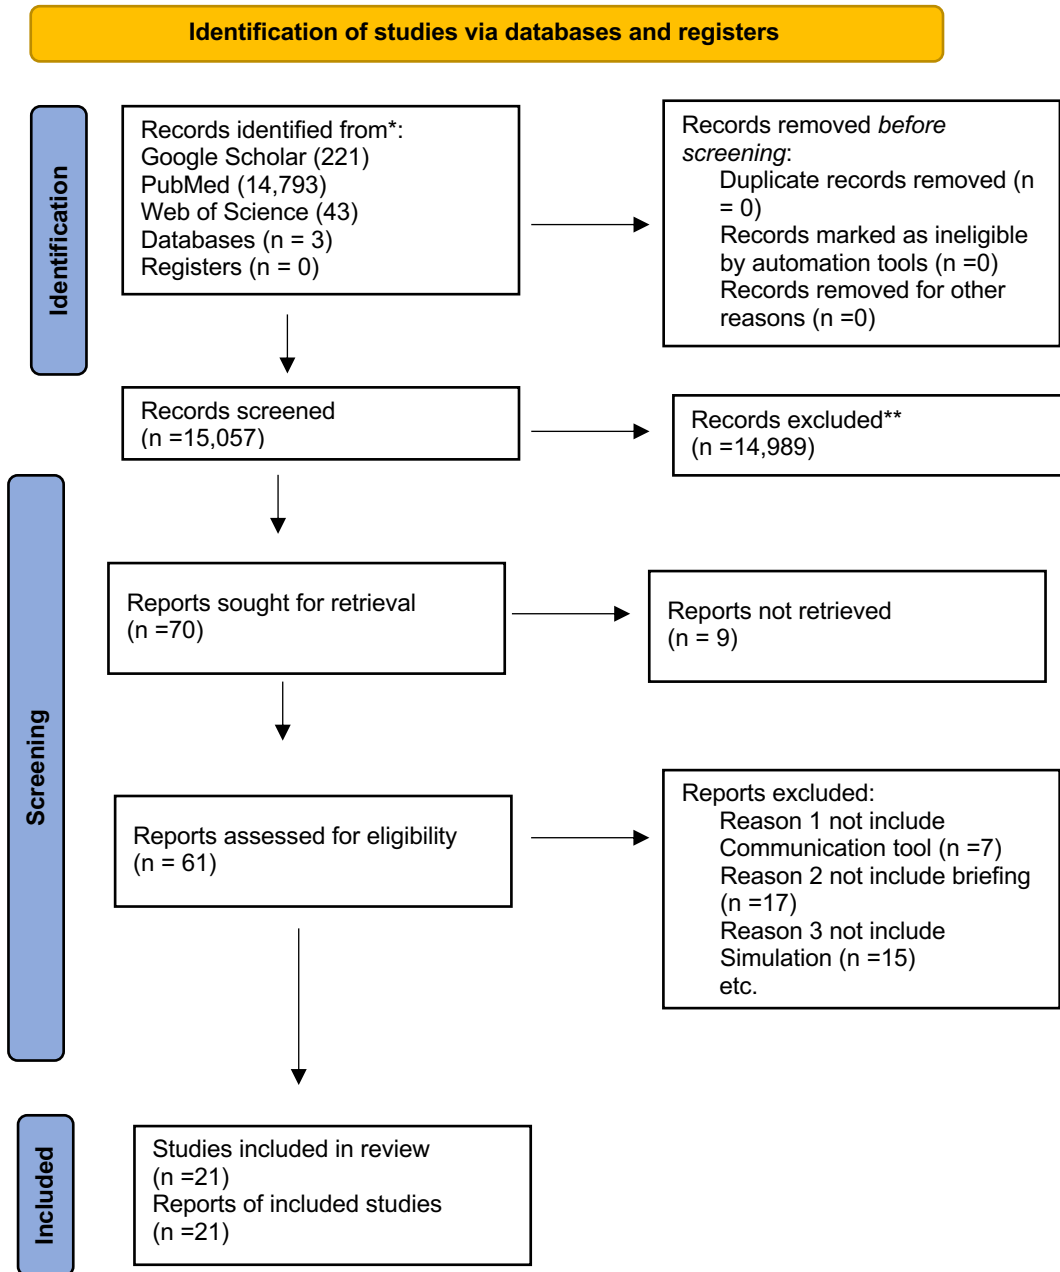 Identification of studies via databases and registers
Identification
Records identified from*:
Google Scholar (221)
PubMed (14,793)
Web of Science (43)
Databases (n = 3)
Registers (n = 0)
Records removed before
screening:
Duplicate records removed (n
= 0)
Records marked as ineligible
by automation tools (n =0)
Records removed for other
reasons (n =0)
Records screened
(n =15,057)
Records excluded**
(n =14,989)
Screening
Reports sought for retrieval
(n =70)
Reports not retrieved
(n = 9)
Reports assessed for eligibility
(n = 61)
Reports excluded:
Reason 1 not include
Communication tool (n =7)
Reason 2 not include briefing
(n =17)
Reason 3 not include
Simulation (n =15)
etc.
Included
Studies included in review
(n =21)
Reports of included studies
(n =21)